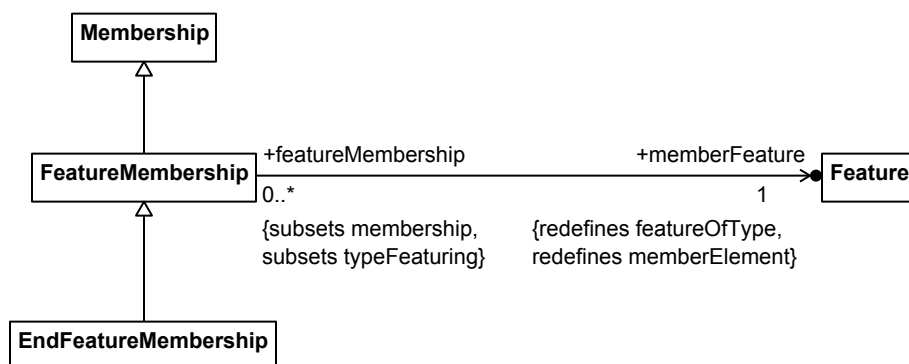 Membership
+featureMembership
+memberFeature
FeatureMembership
Feature
0..*
1
{subsets membership,
subsets typeFeaturing}
{redefines featureOfType,
redefines memberElement}
EndFeatureMembership